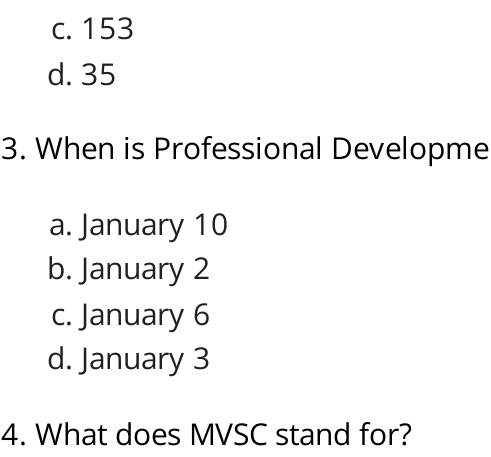 c. 153
d. 35
3. When is Professional Developme
a. January 10
b. January 2
c. January 6
d. January 3
4. What does MVSC stand for?